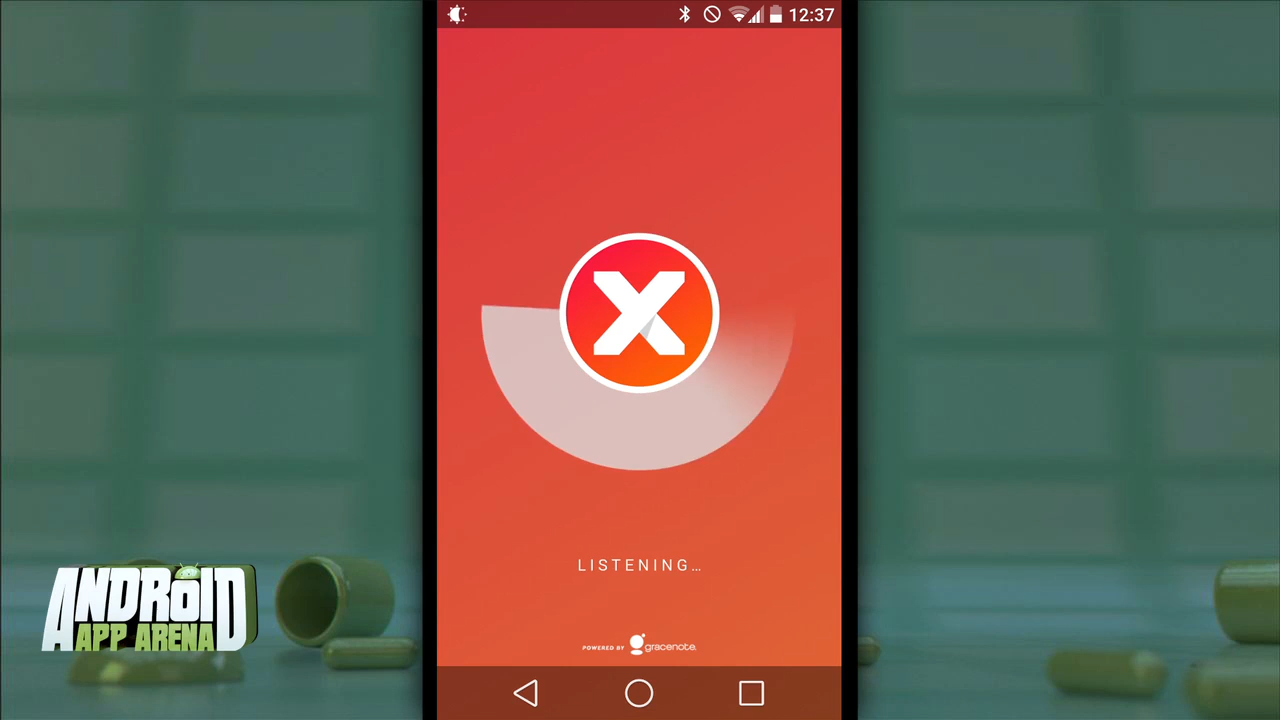 12:37
X
LISTENING…
POWERED BY gracenote.
ANDROID
APP ARENA